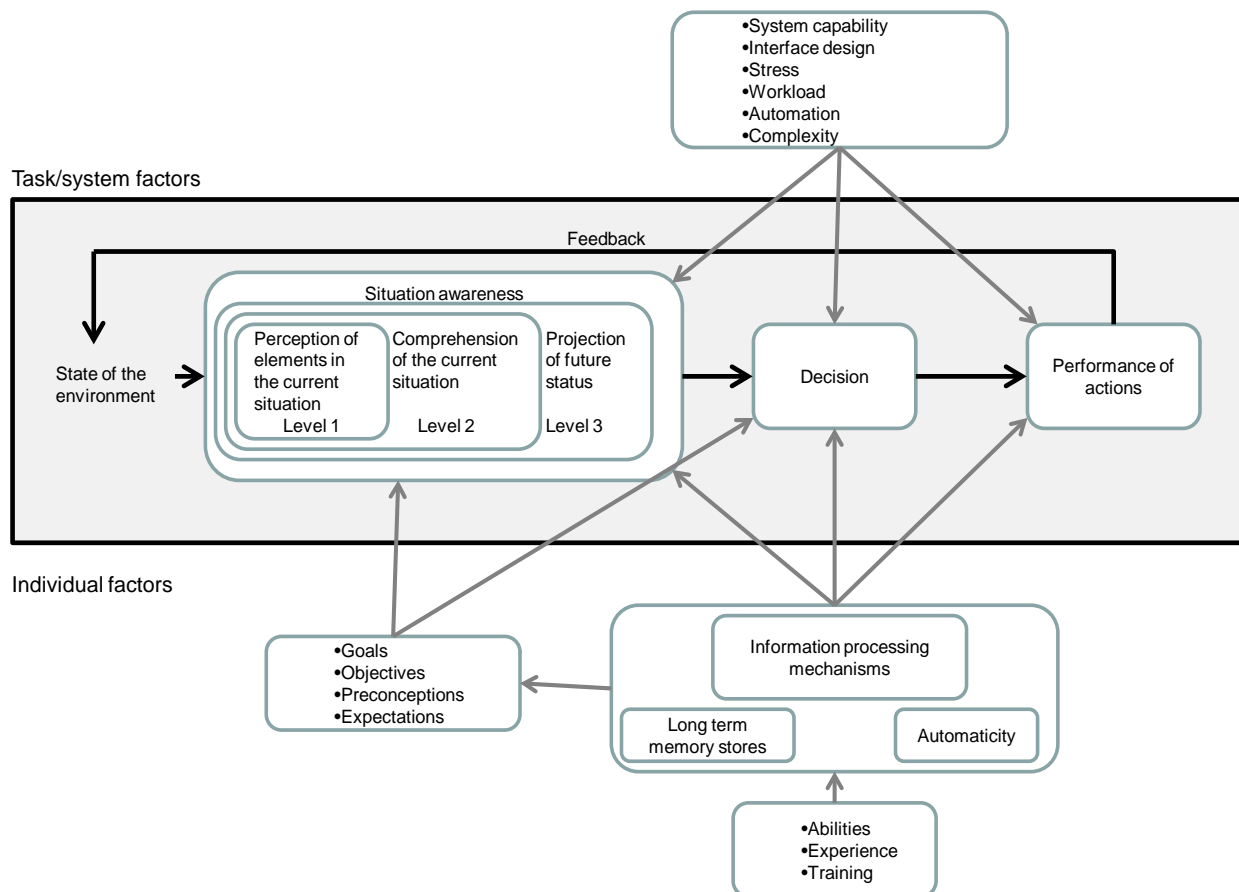 •System capability
•Interface design
•Stress
•Workload
•Automation
•Complexity
Task/system factors
Feedback
Situation awareness
Perception of
elements in
the current
situation
Level 1
Comprehension
of the current
situation
Level 2
Projection
of future
status
Level 3
State of the
environment
Decision
Performance of
actions
Individual factors
•Goals
•Objectives
•Preconceptions
•Expectations
Information processing
mechanisms
Long term
memory stores
Automaticity
•Abilities
•Experience
•Training